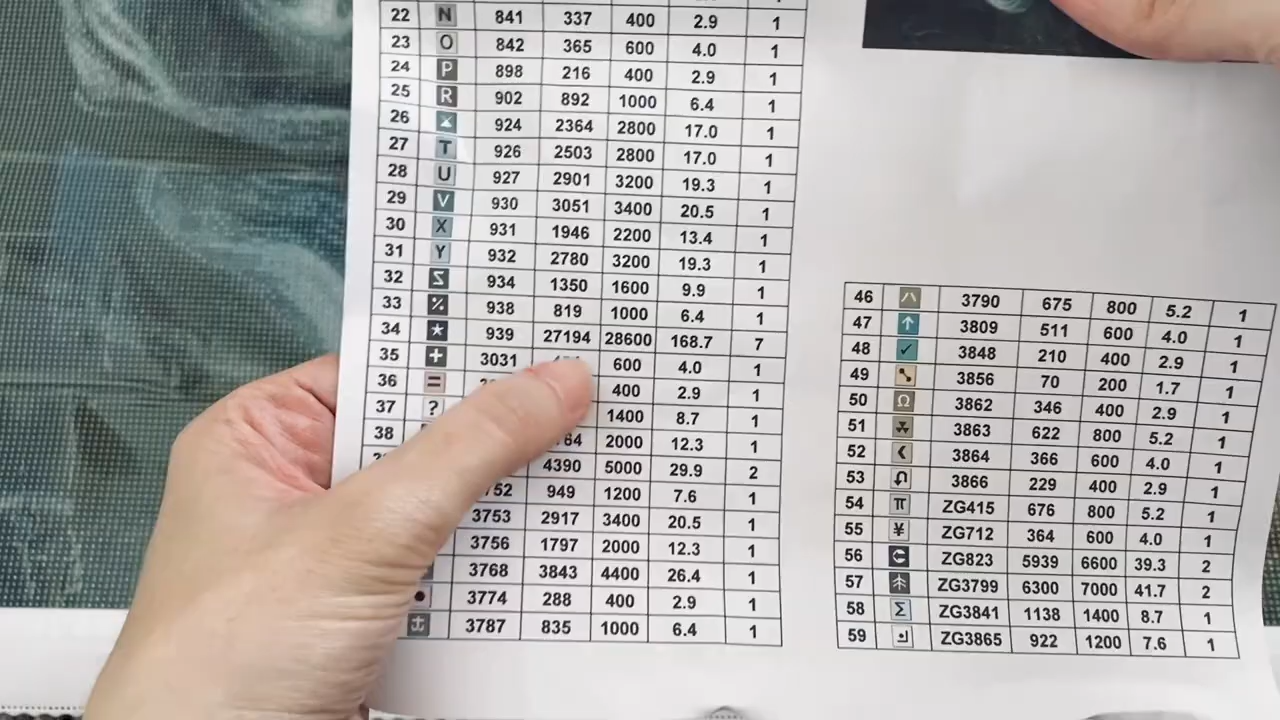 22 N 841 337 400 2.9 1
23 O 842 365 600 4.0 1
24 P 898 216 400 2.9 1
25 R 902 892 1000 6.4 1
26 924 2364 2800 17.0 1
27 T 926 2503 2800 17.0 1
28 U 927 2901 3200 19.3 1
29 V 930 3051 3400 20.5 1
30 X 931 1946 2200 13.4 1
31 Y 932 2780 3200 19.3 1
32 934 1350 1600 9.9 1
33 938 819 1000 6.4 1
34 ★ 939 27194 28600 168.7 7
35 + 3031 600 4.0 1
36 = 400 2.9 1
37 ? 1400 8.7 1
38 2000 12.3 1
4390 5000 29.9 2
949 1200 7.6 1
3753 2917 3400 20.5 1
3756 1797 2000 12.3 1
3768 3843 4400 26.4 1
● 3774 288 400 2.9 1
⚓ 3787 835 1000 6.4 1
46 3790 675 800 5.2 1
47 ↑ 3809 511 600 4.0 1
48 ✓ 3848 210 400 2.9 1
49 3856 70 200 1.7 1
50 Ω 3862 346 400 2.9 1
51 3863 622 800 5.2 1
52 3864 366 600 4.0 1
53 3866 229 400 2.9 1
54 π ZG415 676 800 5.2 1
55 ¥ ZG712 364 600 4.0 1
56 ZG823 5939 6600 39.3 2
57 ZG3799 6300 7000 41.7 2
58 Σ ZG3841 1138 1400 8.7 1
59 ZG3865 922 1200 7.6 1